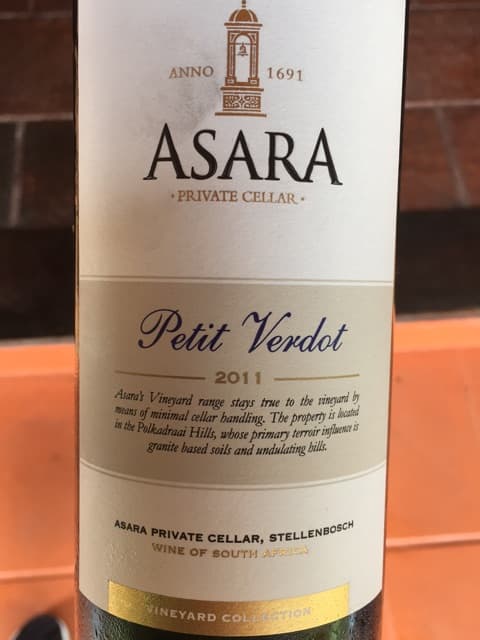 ANNO 1691
ASARA
· PRIVATE CELLAR ·
Petit Verdot
2011
Asara's Vineyard range stays true to the vineyard by
means of minimal cellar handling. The property is located
in the Polkadraai Hills, whose primary terroir influence is
granite based soils and undulating hills.
ASARA PRIVATE CELLAR, STELLENBOSCH
WINE OF SOUTH AFRICA
VINEYARD COLLECTION